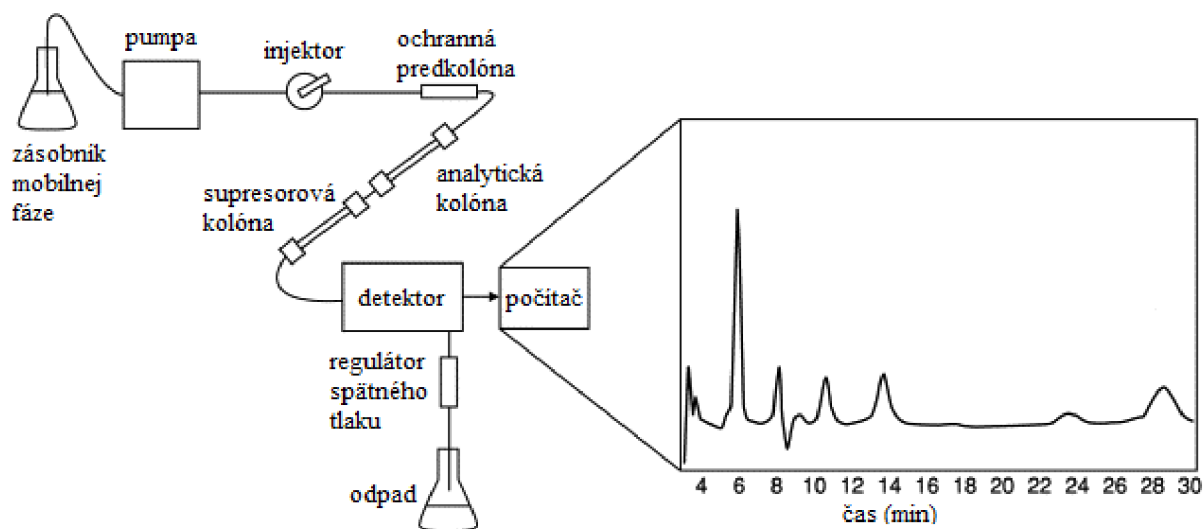 pumpa
injektor
ochranná
predkolóna
zásobník
mobilnej
fáze
supresorová
kolóna
analytická
kolóna
detektor
počítač
regulátor
spätného
tlaku
odpad
4 6 8 10 12 14 16 18 20 22 24 26 28 30
čas (min)